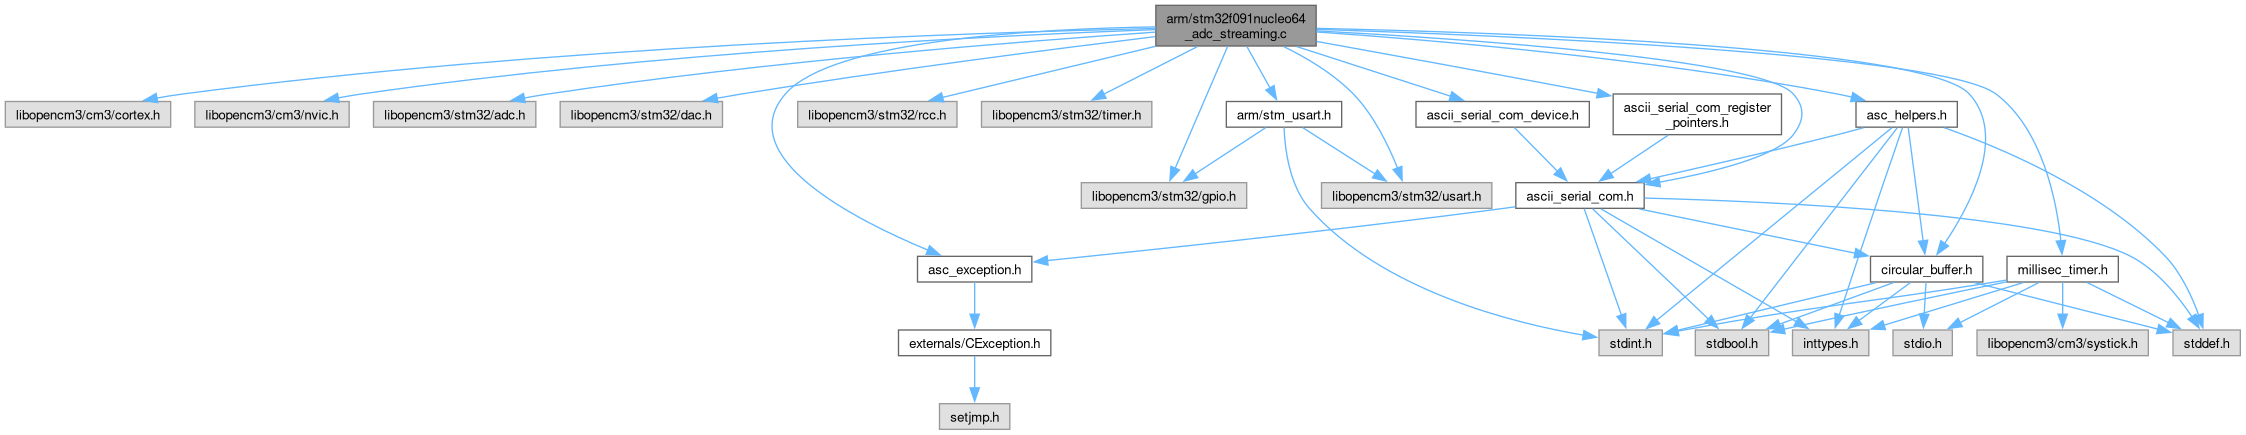 arm/stm32f091nucleo64
_adc_streaming.c
libopencm3/cm3/cortex.h
libopencm3/cm3/nvic.h
libopencm3/stm32/adc.h
libopencm3/stm32/dac.h
libopencm3/stm32/rcc.h
libopencm3/stm32/timer.h
arm/stm_usart.h
ascii_serial_com_device.h
ascii_serial_com_register
_pointers.h
asc_helpers.h
libopencm3/stm32/gpio.h
libopencm3/stm32/usart.h
ascii_serial_com.h
asc_exception.h
circular_buffer.h
millisec_timer.h
externals/CException.h
stdint.h
stdbool.h
inttypes.h
stdio.h
libopencm3/cm3/systick.h
stddef.h
setjmp.h